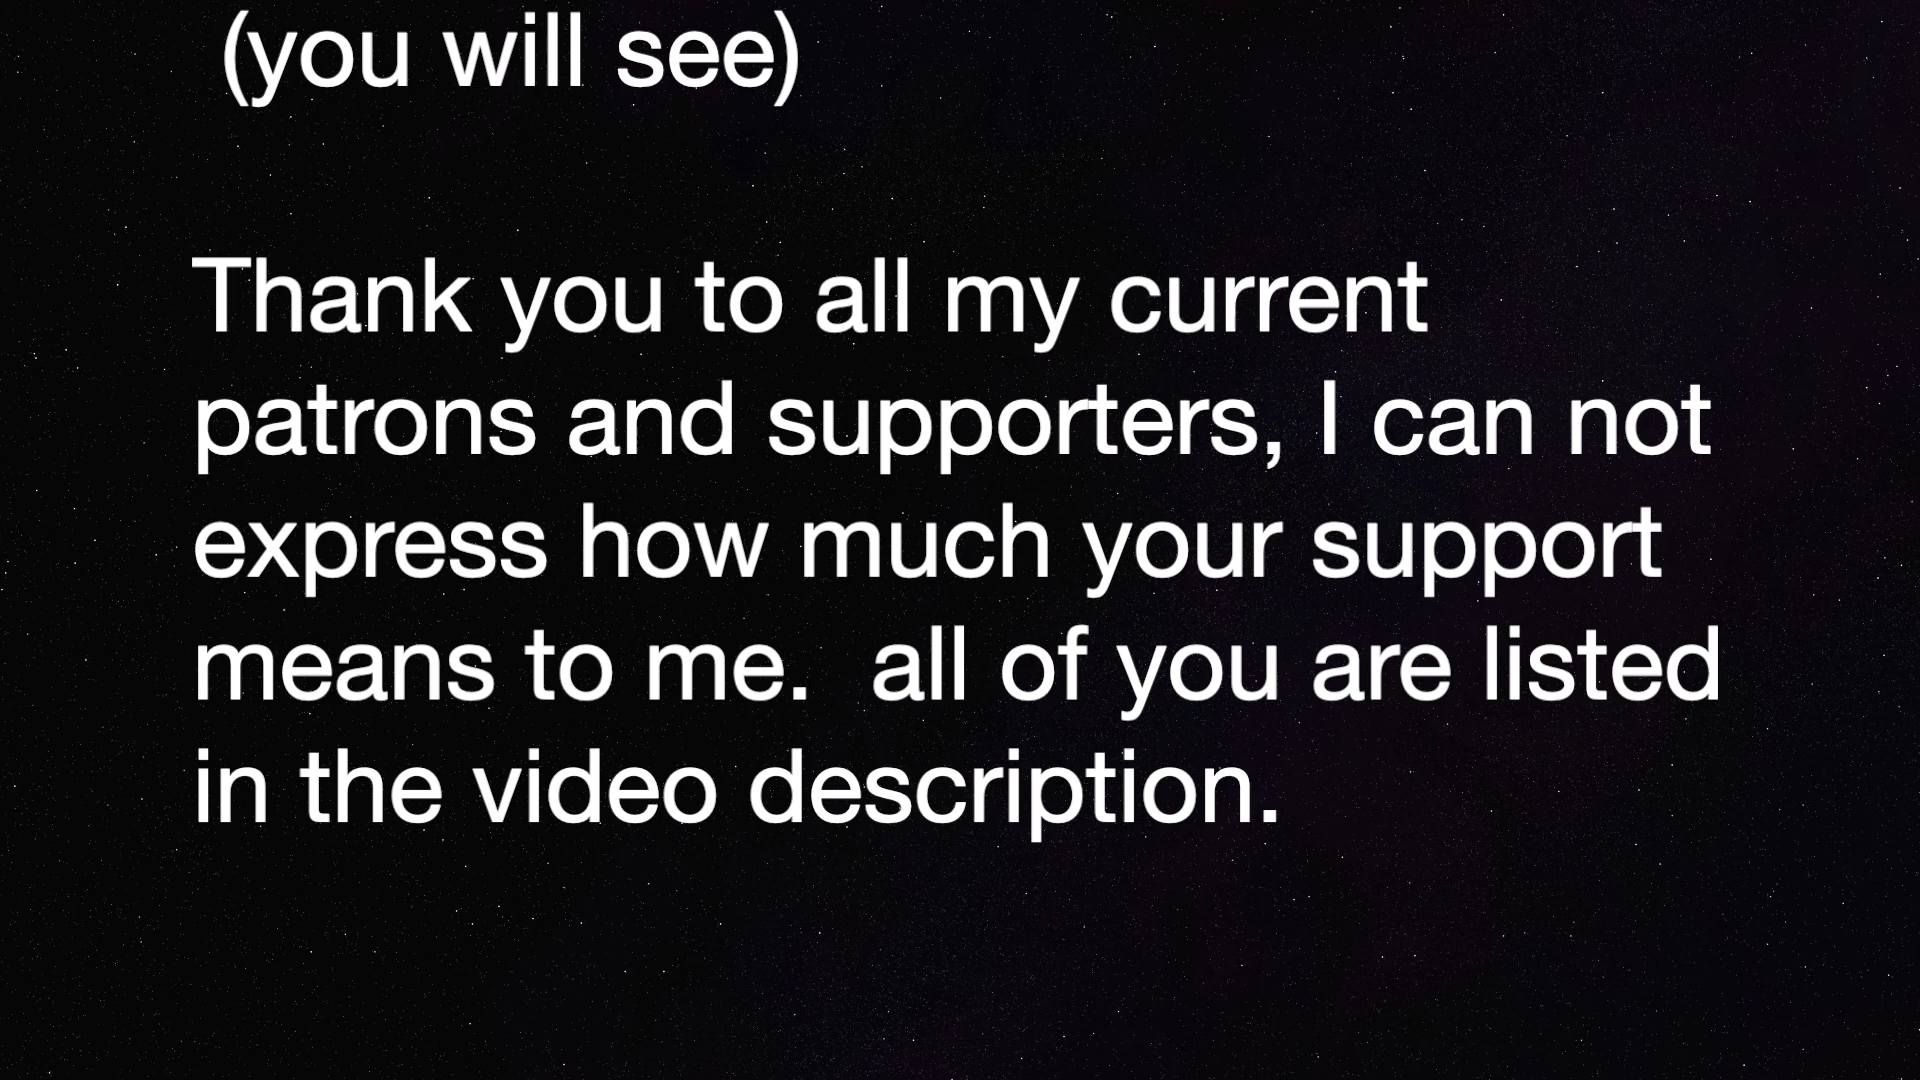 (you will see)
Thank you to all my current
patrons and supporters, I can not
express how much your support
means to me.  all of you are listed
in the video description.